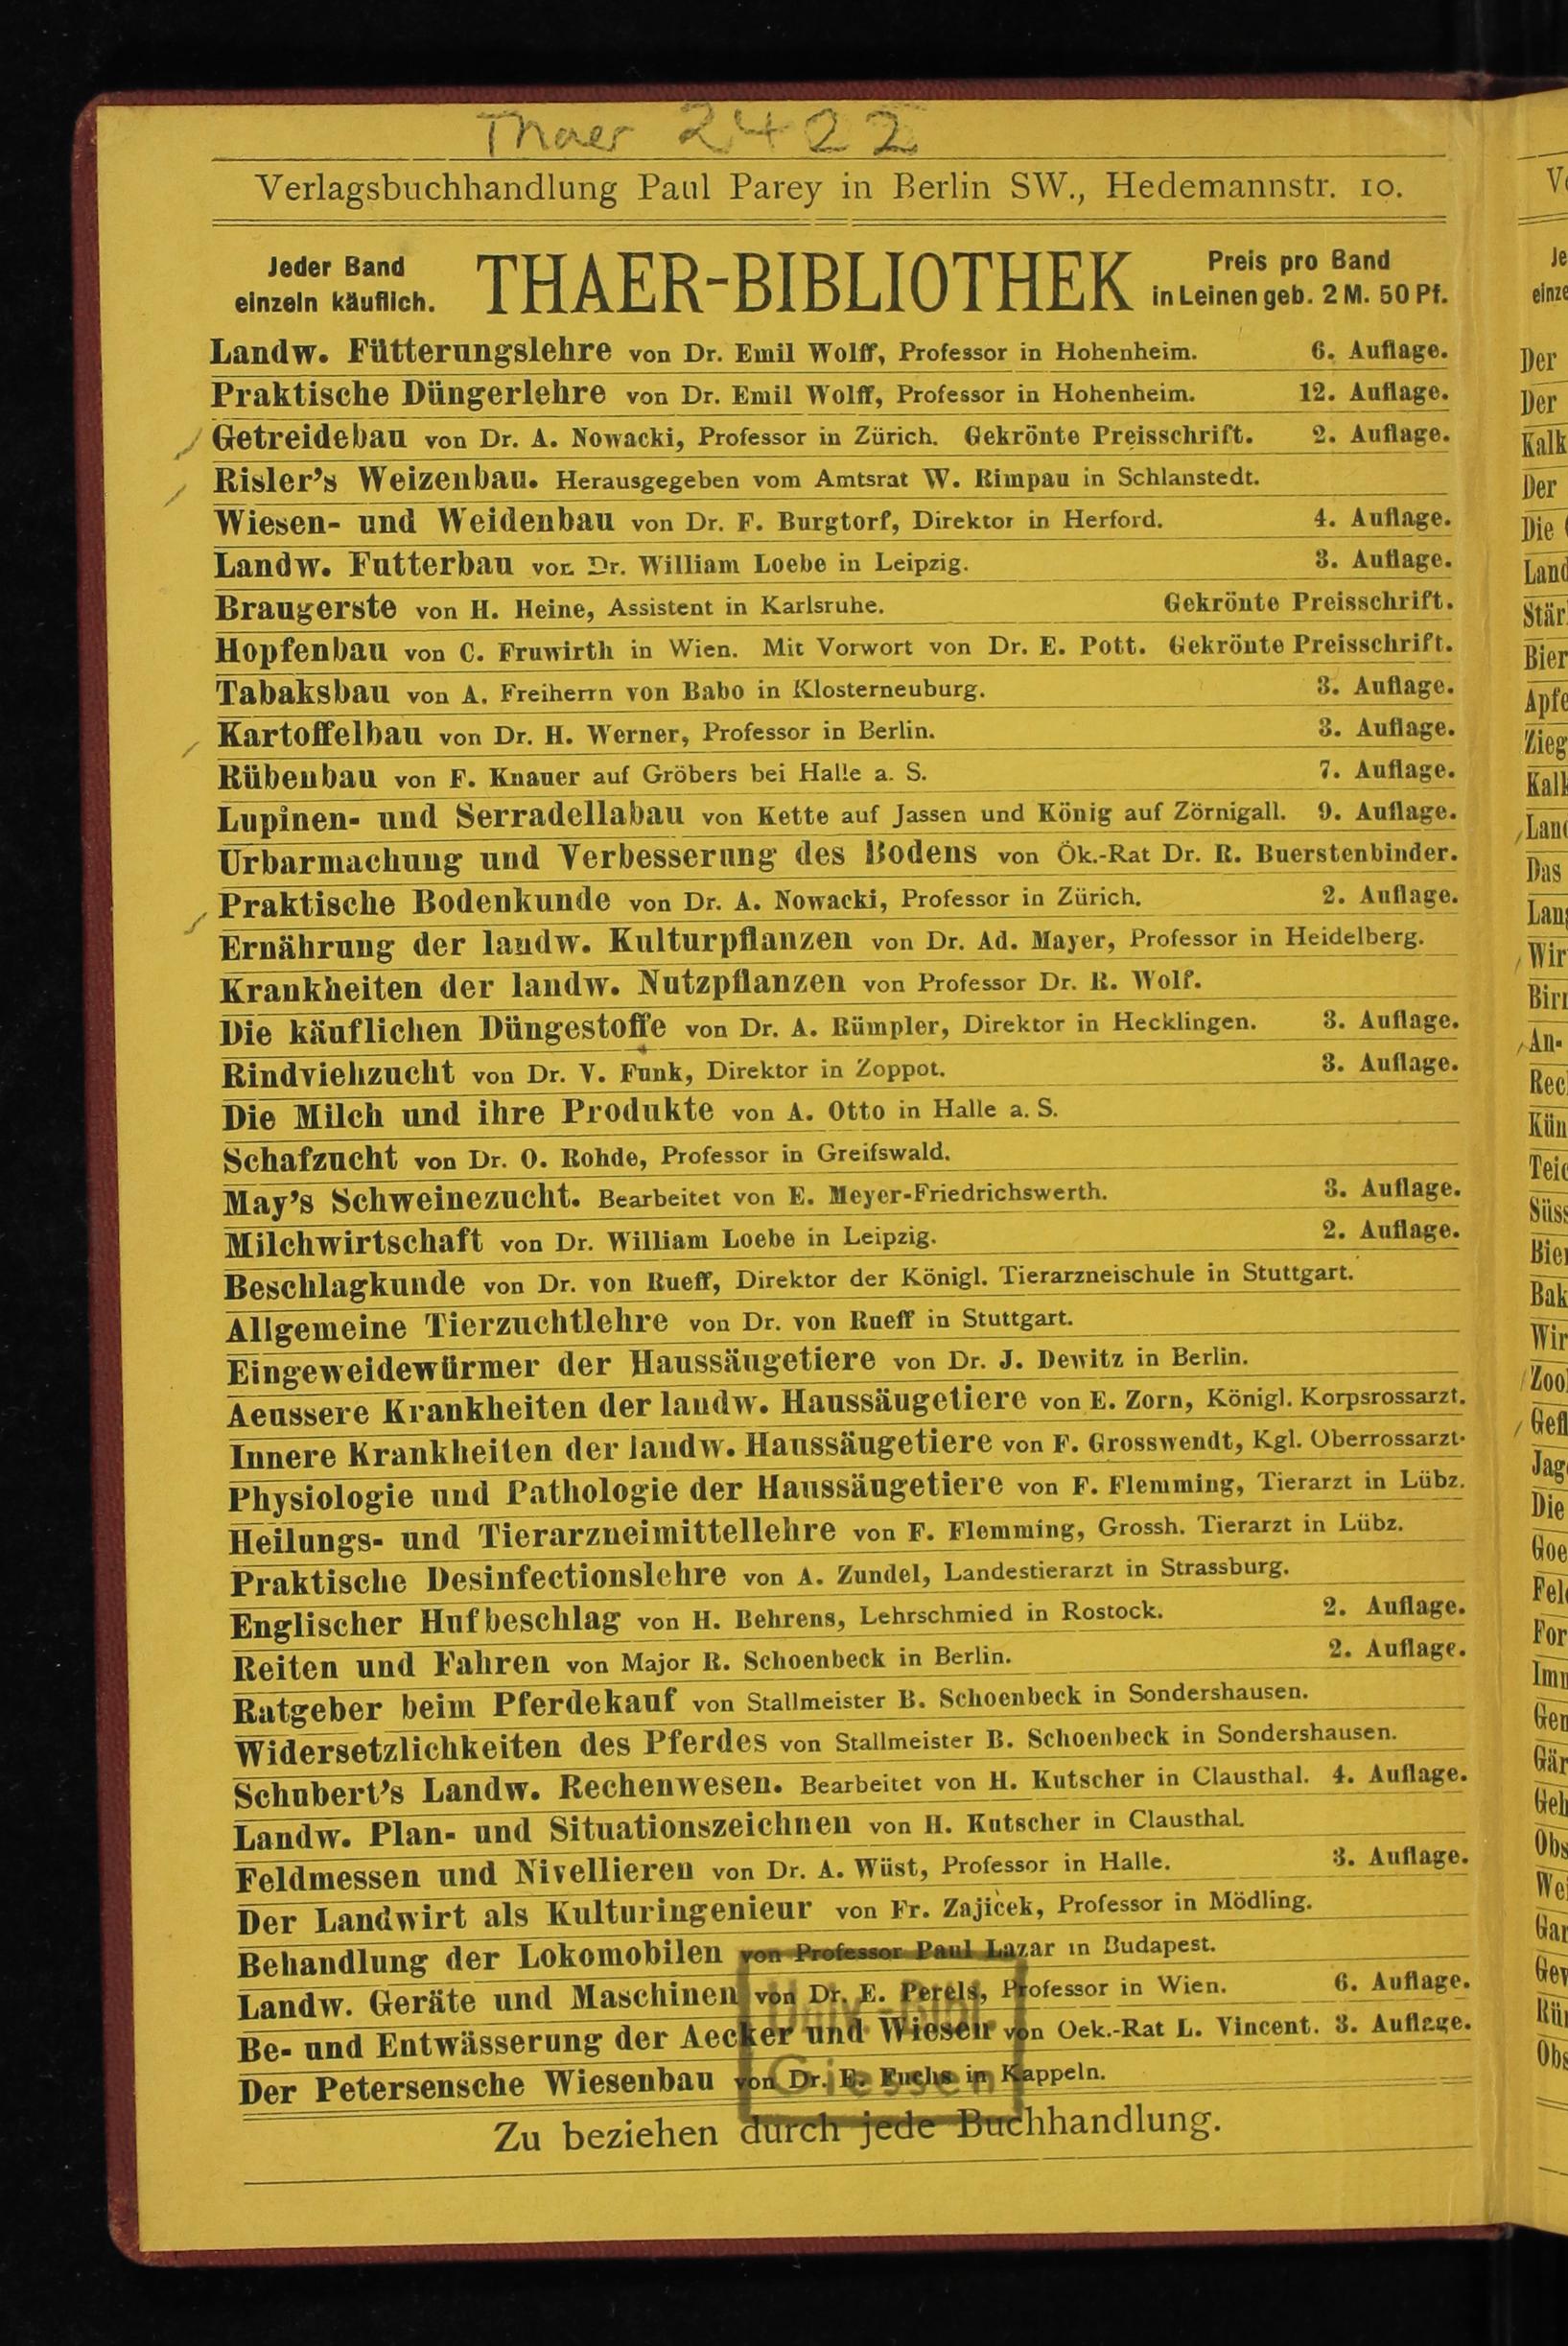 Thaer 2422
Verlagsbuchhandlung Paul Parey in Berlin SW., Hedemannstr. 10.
Jeder Band
einzeln käuflich.
THAER-BIBLIOTHEK
Preis pro Band
in Leinen geb. 2 M. 50 Pf.
Landw. Fütterungslehre von Dr. Emil Wolff, Professor in Hohenheim. 6. Auflage.
Praktische Düngerlehre von Dr. Emil Wolff, Professor in Hohenheim. 12. Auflage.
Getreidebau von Dr. A. Nowacki, Professor in Zürich. Gekrönte Preisschrift. 2. Auflage.
Risler's Weizenbau. Herausgegeben vom Amtsrat W. Rimpau in Schlanstedt.
Wiesen- und Weidenbau von Dr. F. Burgtorf, Direktor in Herford. 4. Auflage.
Landw. Futterbau von Dr. William Loebe in Leipzig. 3. Auflage.
Braugerste von H. Heine, Assistent in Karlsruhe. Gekrönte Preisschrift.
Hopfenbau von C. Fruwirth in Wien. Mit Vorwort von Dr. E. Pott. Gekrönte Preisschrift.
Tabaksbau von A. Freiherrn von Babo in Klosterneuburg. 3. Auflage.
Kartoffelbau von Dr. H. Werner, Professor in Berlin. 3. Auflage.
Rübenbau von F. Knauer auf Gröbers bei Halle a. S. 7. Auflage.
Lupinen- und Serradellabau von Kette auf Jassen und König auf Zörnigall. 9. Auflage.
Urbarmachung und Verbesserung des Bodens von Ök.-Rat Dr. R. Buerstenbinder.
Praktische Bodenkunde von Dr. A. Nowacki, Professor in Zürich. 2. Auflage.
Ernährung der landw. Kulturpflanzen von Dr. Ad. Mayer, Professor in Heidelberg.
Krankheiten der landw. Nutzpflanzen von Professor Dr. R. Wolf.
Die käuflichen Düngestoffe von Dr. A. Rümpler, Direktor in Hecklingen. 3. Auflage.
Rindviehzucht von Dr. V. Funk, Direktor in Zoppot. 3. Auflage.
Die Milch und ihre Produkte von A. Otto in Halle a. S.
Schafzucht von Dr. O. Rohde, Professor in Greifswald.
May's Schweinezucht. Bearbeitet von E. Meyer-Friedrichswerth. 3. Auflage.
Milchwirtschaft von Dr. William Loebe in Leipzig. 2. Auflage.
Beschlagkunde von Dr. von Rueff, Direktor der Königl. Tierarzneischule in Stuttgart.
Allgemeine Tierzuchtlehre von Dr. von Rueff in Stuttgart.
Eingeweidewürmer der Haussäugetiere von Dr. J. Dewitz in Berlin.
Aeussere Krankheiten der landw. Haussäugetiere von E. Zorn, Königl. Korpsrossarzt.
Innere Krankheiten der landw. Haussäugetiere von F. Grosswendt, Kgl. Oberrossarzt.
Physiologie und Pathologie der Haussäugetiere von F. Flemming, Tierarzt in Lübz.
Heilungs- und Tierarzneimittellehre von F. Flemming, Grossh. Tierarzt in Lübz.
Praktische Desinfectionslehre von A. Zundel, Landestierarzt in Strassburg.
Englischer Hufbeschlag von H. Behrens, Lehrschmied in Rostock. 2. Auflage.
Reiten und Fahren von Major R. Schoenbeck in Berlin. 2. Auflage.
Ratgeber beim Pferdekauf von Stallmeister B. Schoenbeck in Sondershausen.
Widersetzlichkeiten des Pferdes von Stallmeister B. Schoenbeck in Sondershausen.
Schubert's Landw. Rechenwesen. Bearbeitet von H. Kutscher in Clausthal. 4. Auflage.
Landw. Plan- und Situationszeichnen von H. Kutscher in Clausthal.
Feldmessen und Nivellieren von Dr. A. Wüst, Professor in Halle. 3. Auflage.
Der Landwirt als Kulturingenieur von Fr. Zajicek, Professor in Mödling.
Behandlung der Lokomobilen von Professor Paul Lazar in Budapest.
Landw. Geräte und Maschinen von Dr. E. Perels, Professor in Wien. 6. Auflage.
Be- und Entwässerung der Aecker und Wiesen von Oek.-Rat L. Vincent. 3. Auflage.
Der Petersensche Wiesenbau von Dr. E. Fuchs in Kappeln.
Univ.-Bibl.
Giessen
Zu beziehen durch jede Buchhandlung.